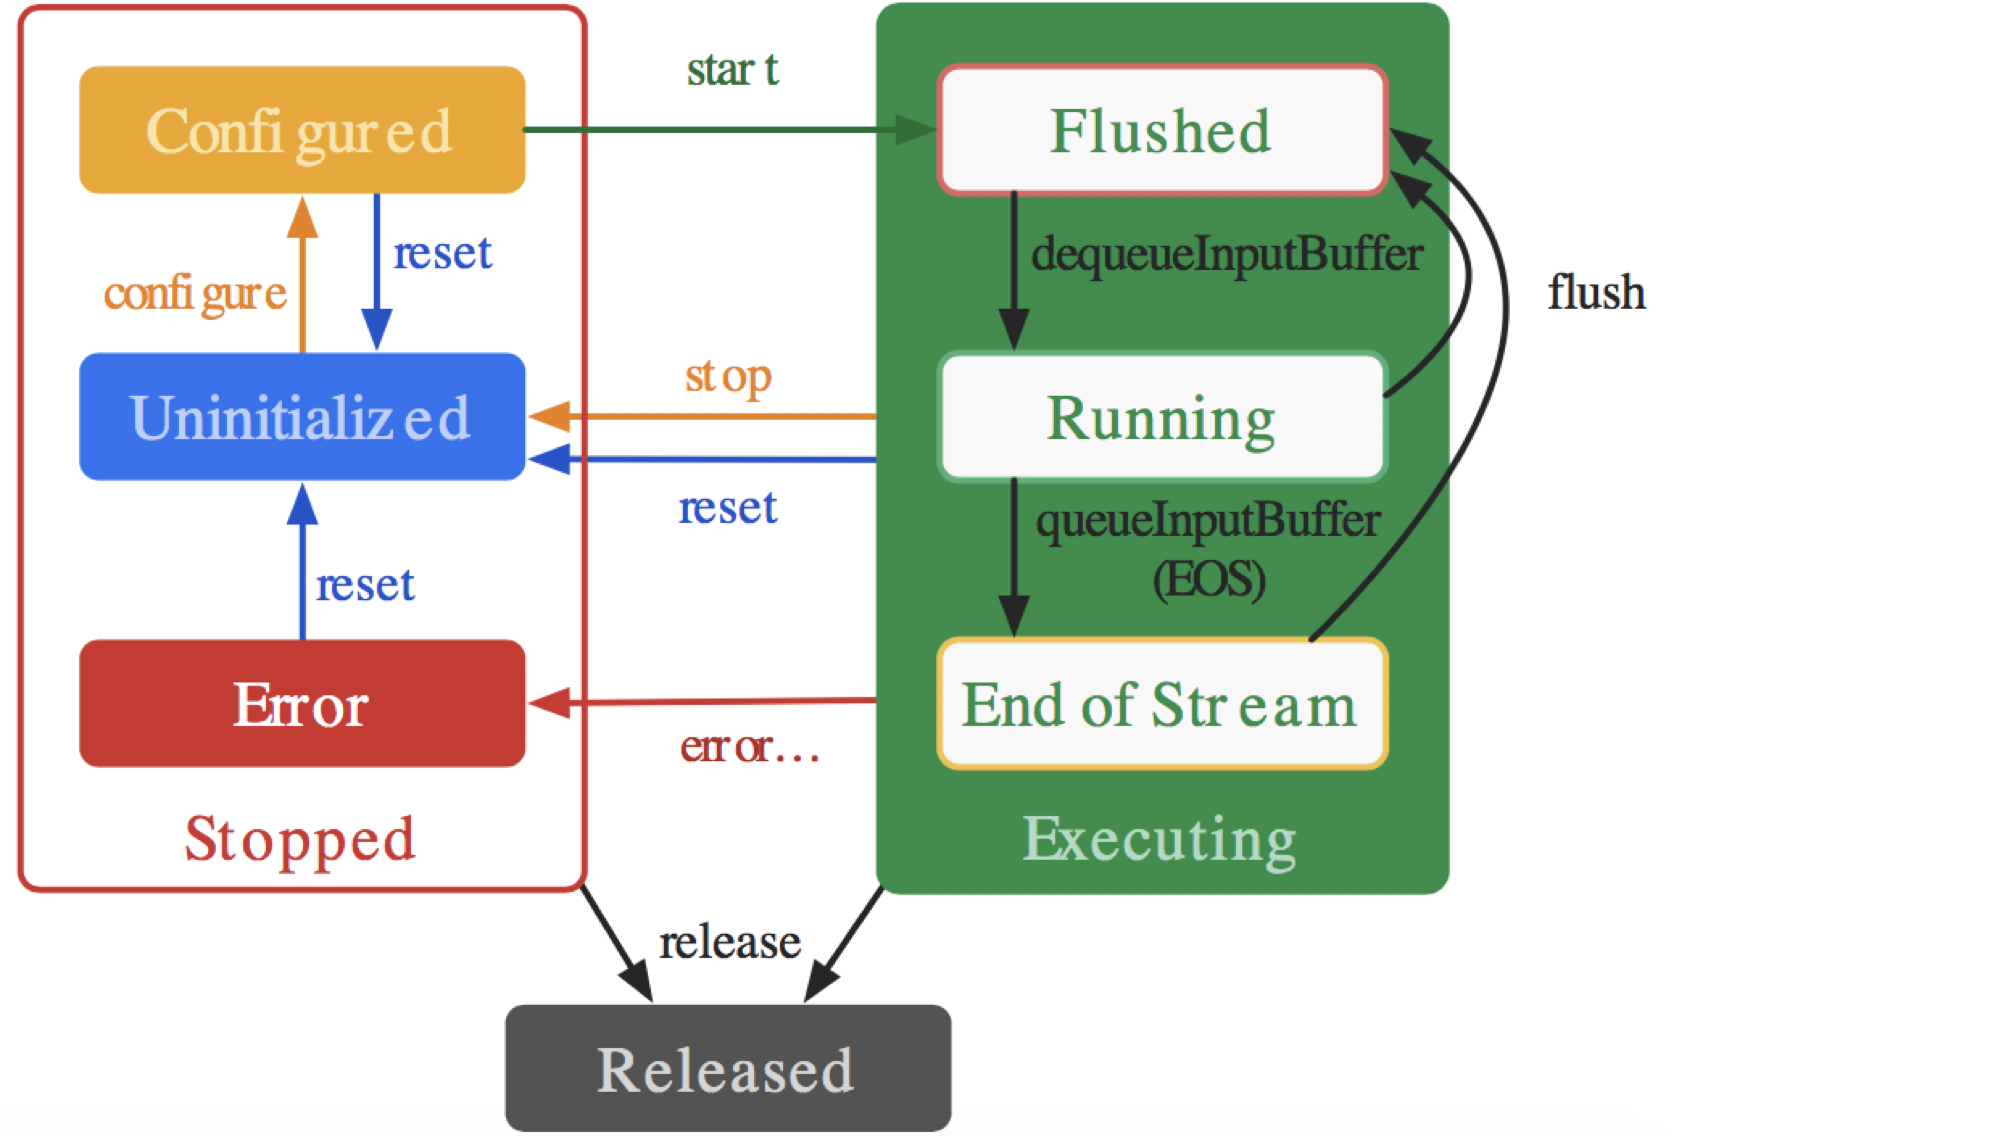 start
Configured
Flushed
reset
dequeueInputBuffer
configure
flush
stop
Uninitialized
Running
reset
queueInputBuffer
(EOS)
reset
Error
End of Stream
error...
Stopped
Executing
release
Released